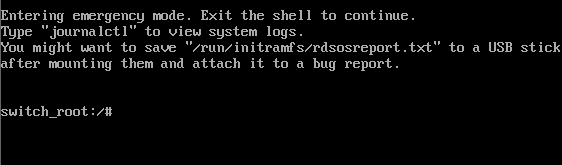 Entering emergency mode. Exit the shell to continue.
Type "journalctl" to view system logs.
You might want to save "/run/initramfs/rdsosreport.txt" to a USB stick
after mounting them and attach it to a bug report.
switch_root:/#